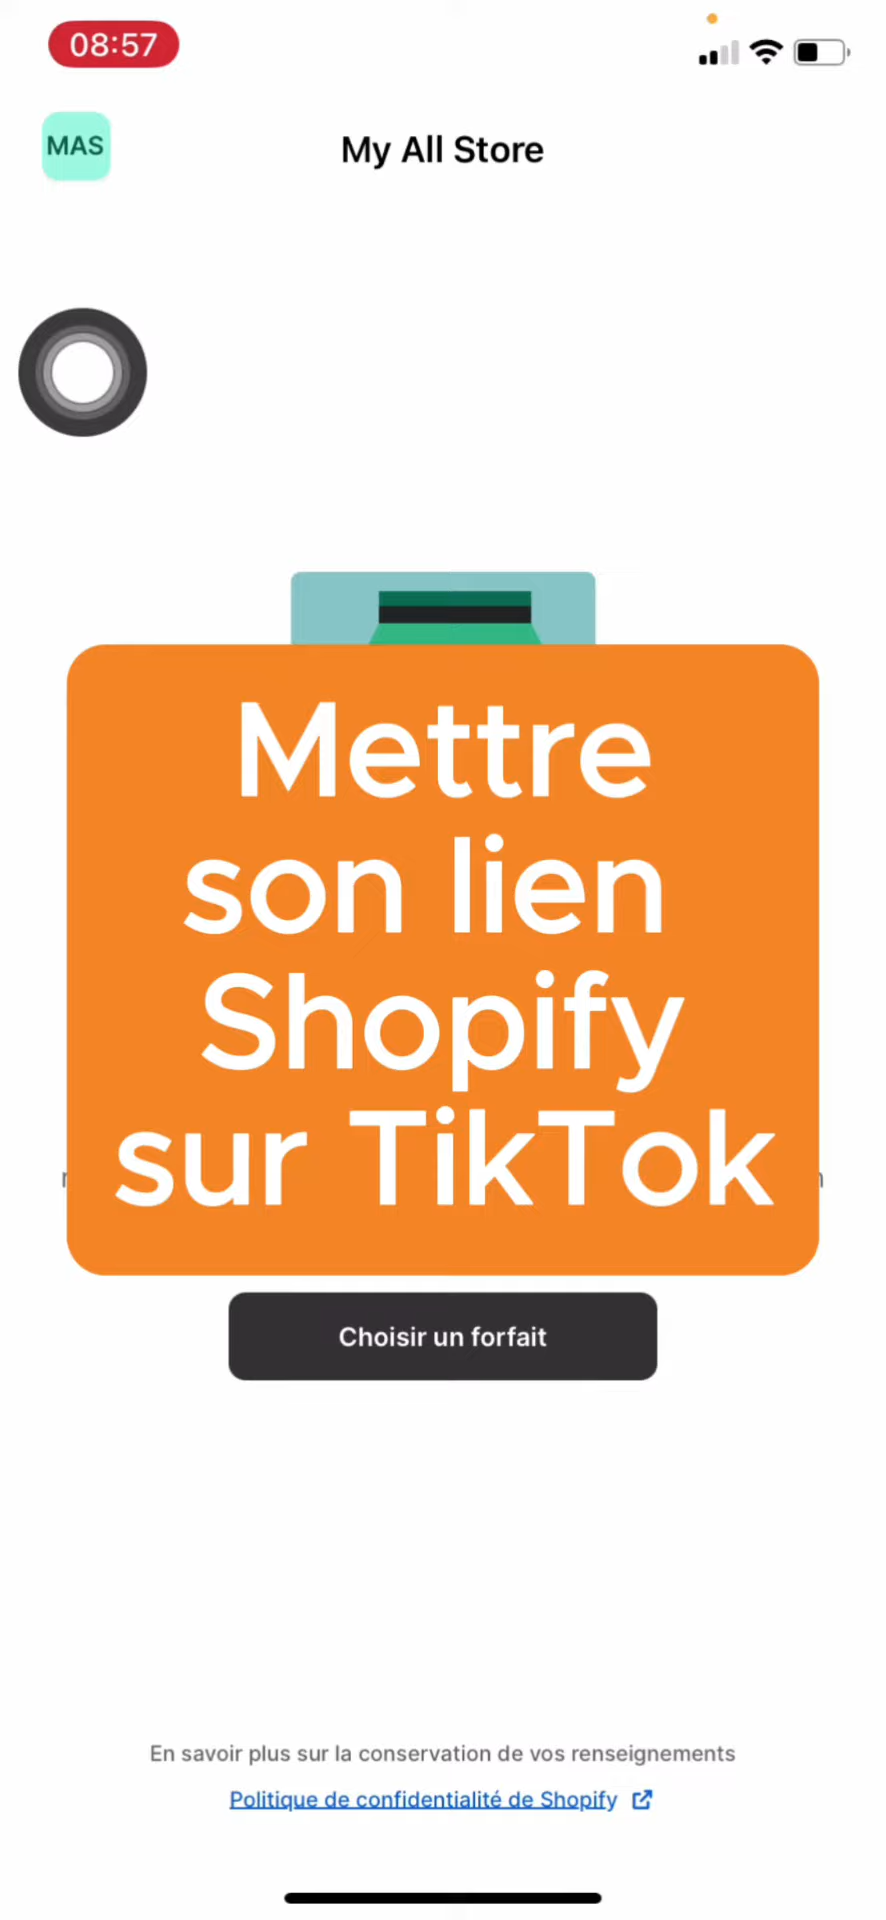 08:57
MAS
My All Store
Mettre
son lien
Shopify
sur TikTok
Choisir un forfait
En savoir plus sur la conservation de vos renseignements
Politique de confidentialité de Shopify